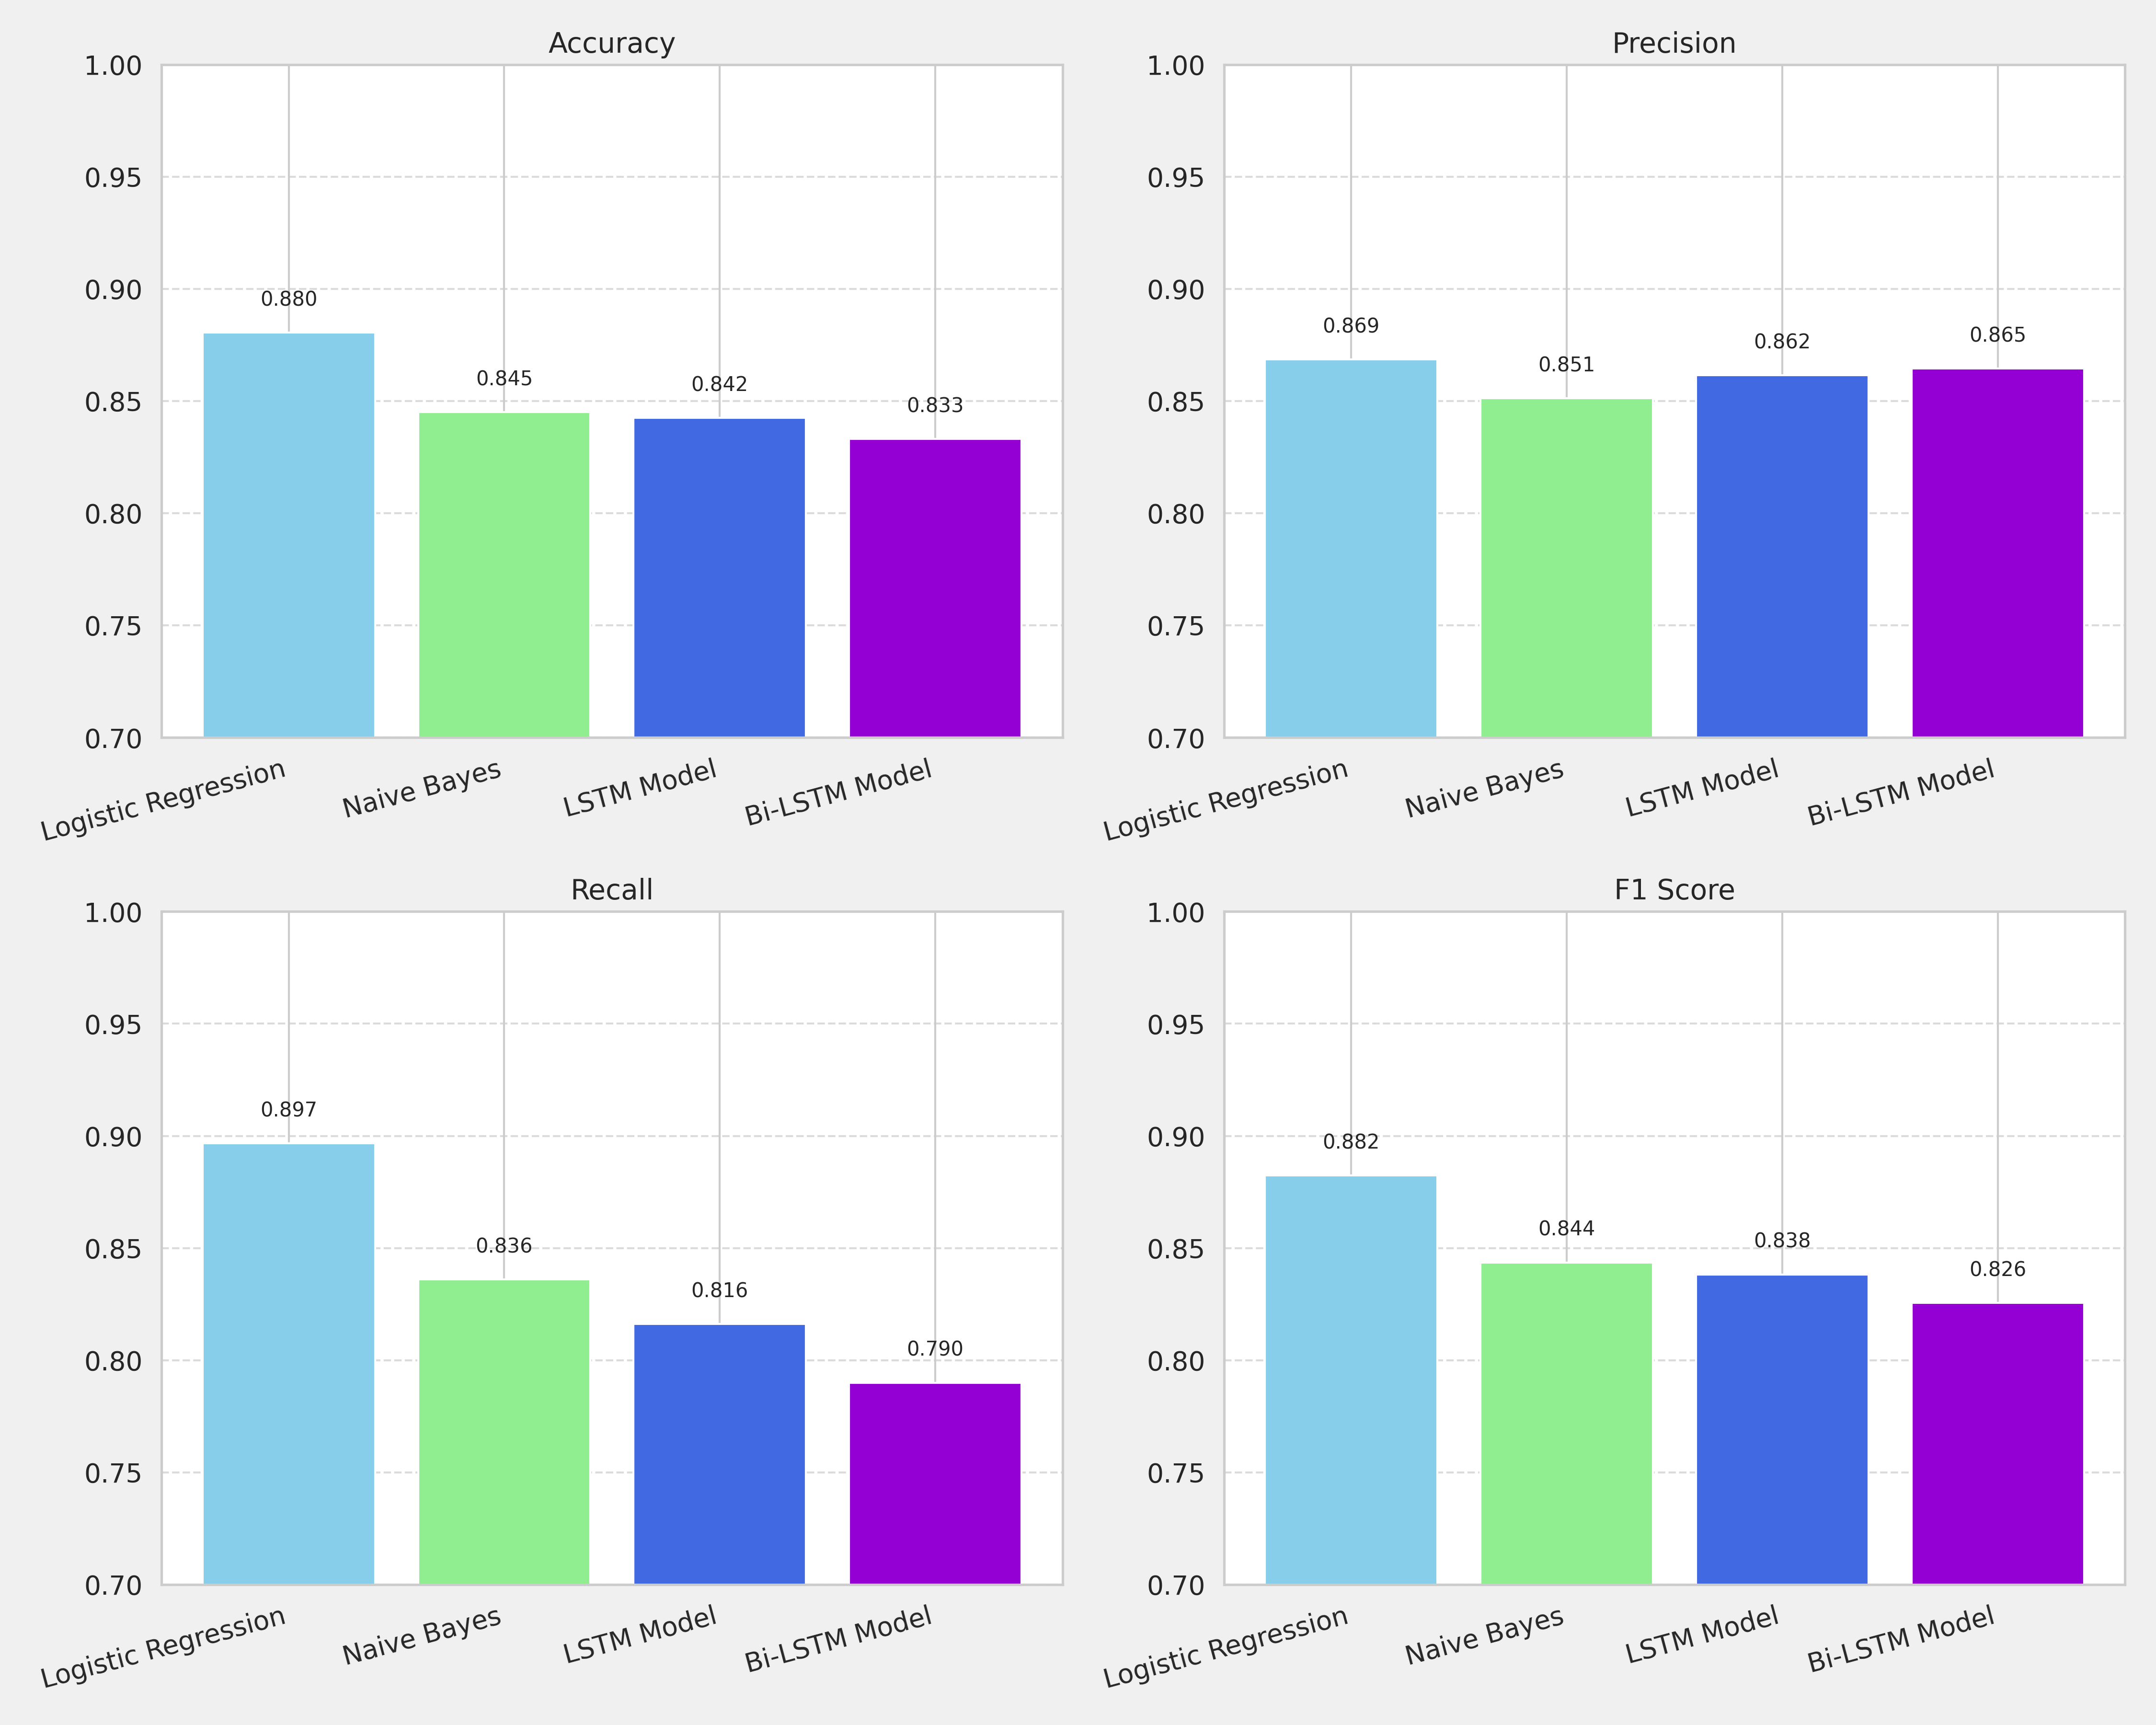 Accuracy
1.00
0.95
0.90
0.85
0.80
0.75
0.70
0.880
0.845
0.842
0.833
Logistic Regression
Naive Bayes
LSTM Model
Bi-LSTM Model
Precision
1.00
0.95
0.90
0.85
0.80
0.75
0.70
0.869
0.851
0.862
0.865
Logistic Regression
Naive Bayes
LSTM Model
Bi-LSTM Model
Recall
1.00
0.95
0.90
0.85
0.80
0.75
0.70
0.897
0.836
0.816
0.790
Logistic Regression
Naive Bayes
LSTM Model
Bi-LSTM Model
F1 Score
1.00
0.95
0.90
0.85
0.80
0.75
0.70
0.882
0.844
0.838
0.826
Logistic Regression
Naive Bayes
LSTM Model
Bi-LSTM Model